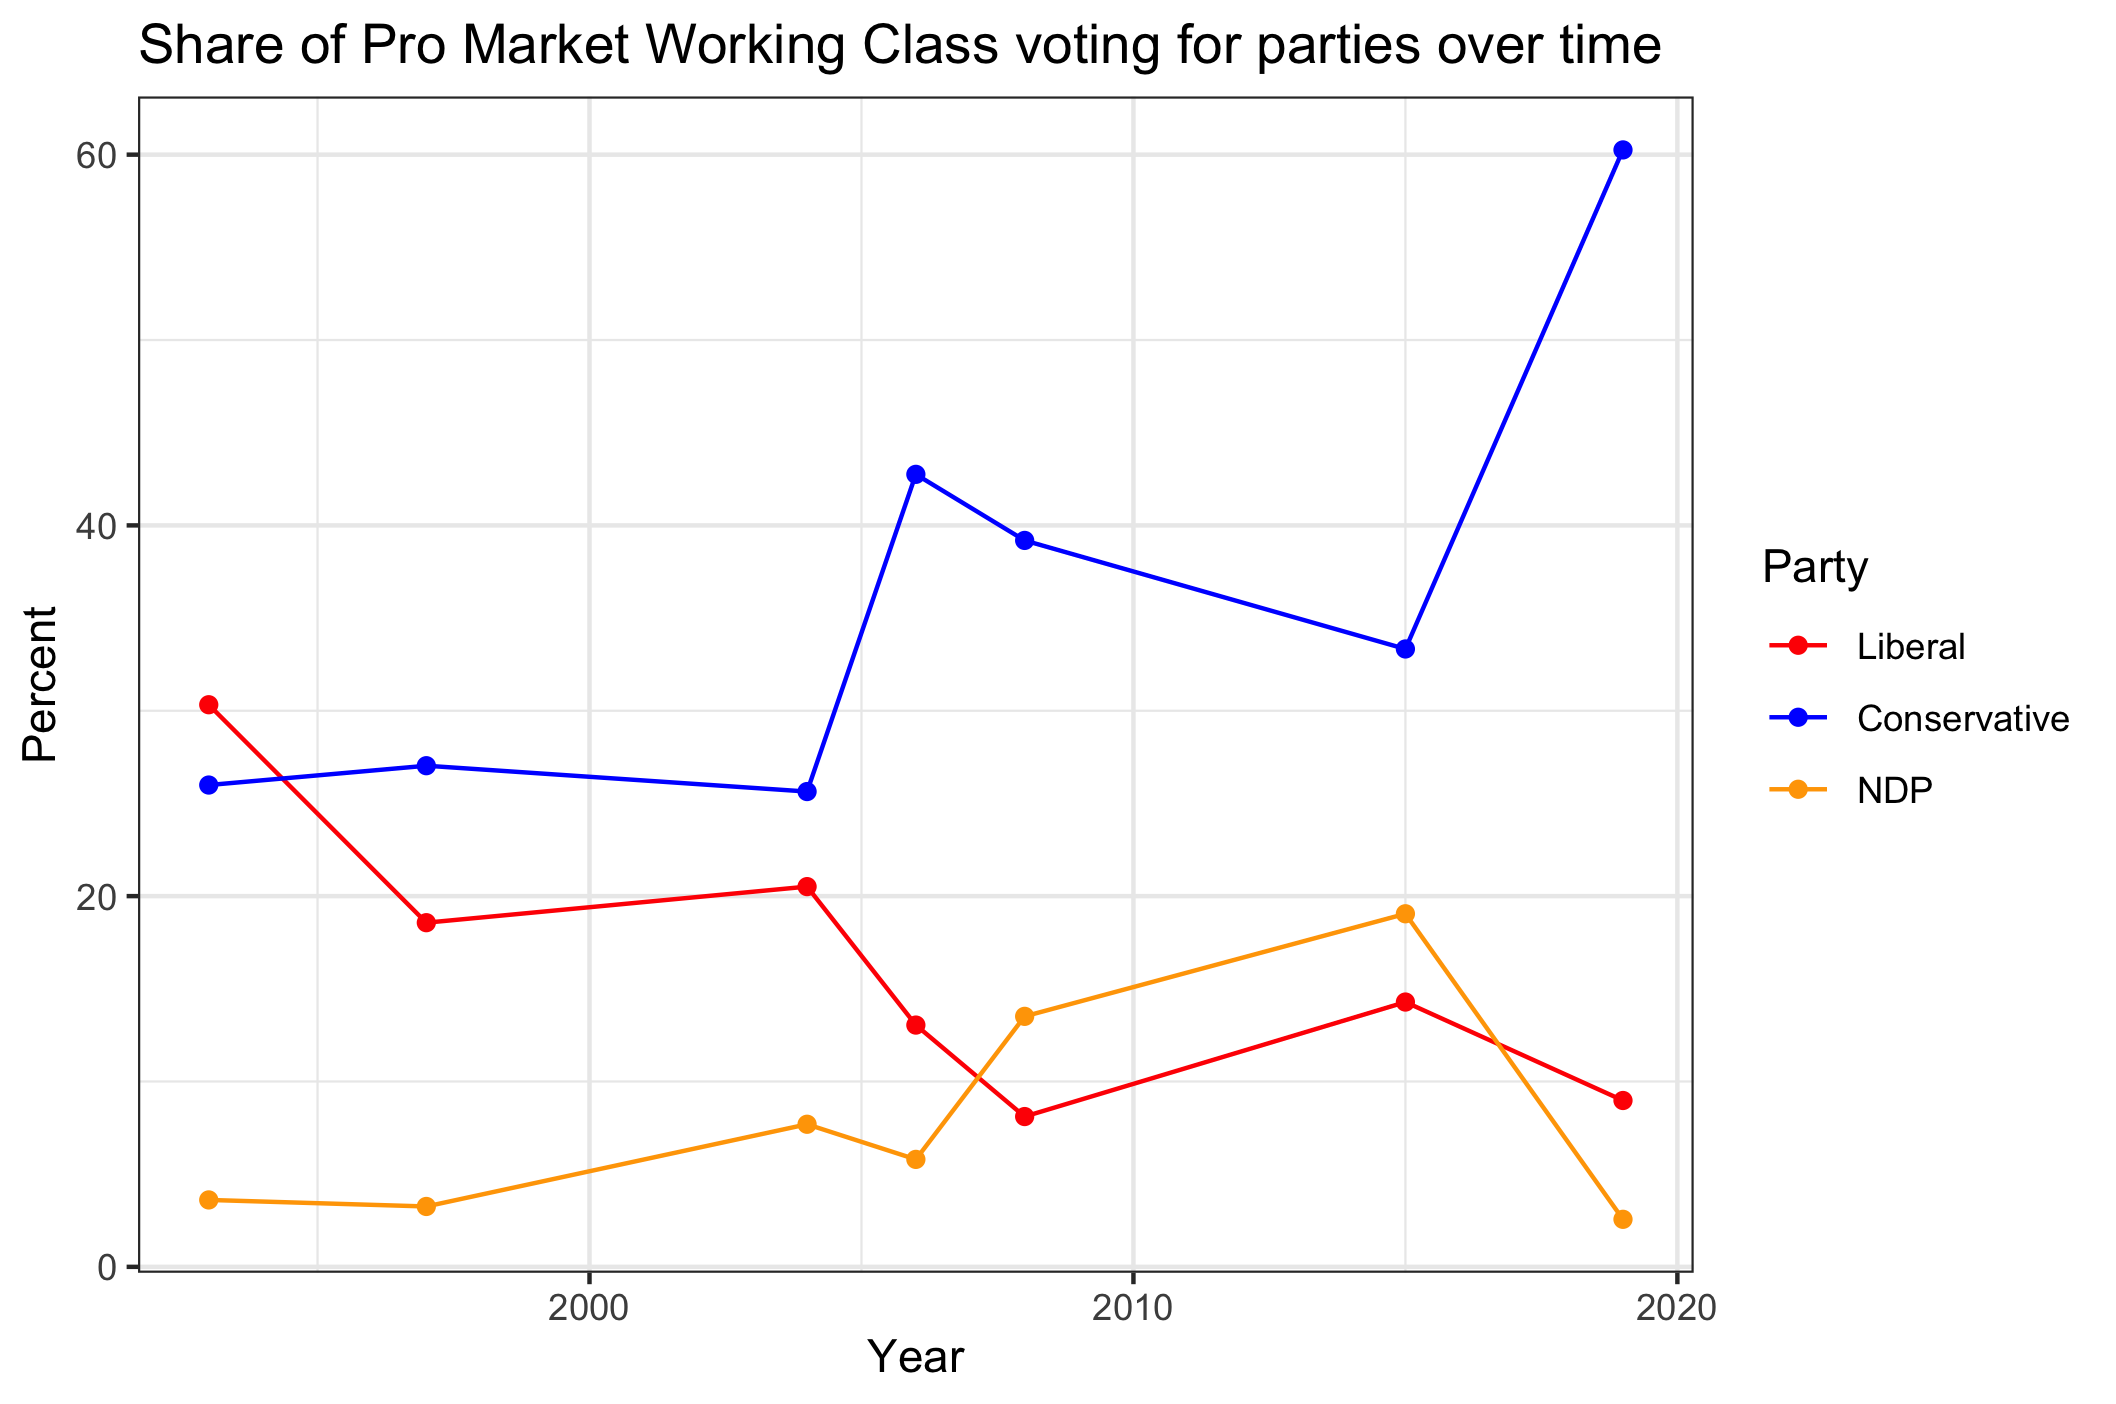 Share of Pro Market Working Class voting for parties over time
60
40
20
0
Percent
2000
2010
2020
Year
Party
Liberal
Conservative
NDP